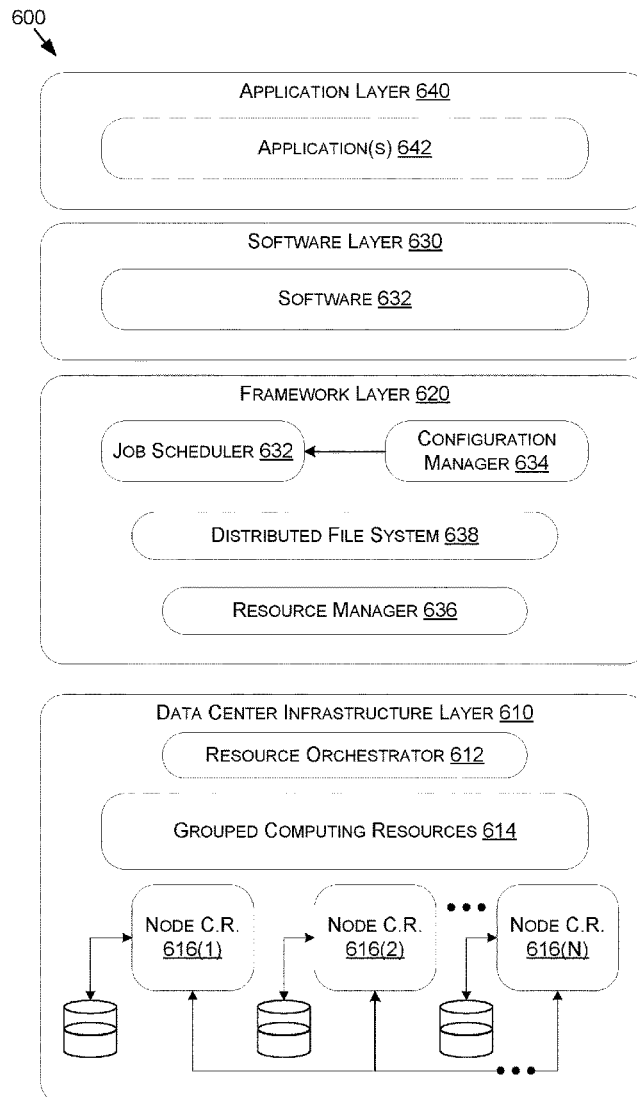 600
APPLICATION LAYER 640
APPLICATION(S) 642
SOFTWARE LAYER 630
SOFTWARE 632
FRAMEWORK LAYER 620
JOB SCHEDULER 632
CONFIGURATION
MANAGER 634
DISTRIBUTED FILE SYSTEM 638
RESOURCE MANAGER 636
DATA CENTER INFRASTRUCTURE LAYER 610
RESOURCE ORCHESTRATOR 612
GROUPED COMPUTING RESOURCES 614
NODE C.R.
616(1)
NODE C.R.
616(2)
NODE C.R.
616(N)